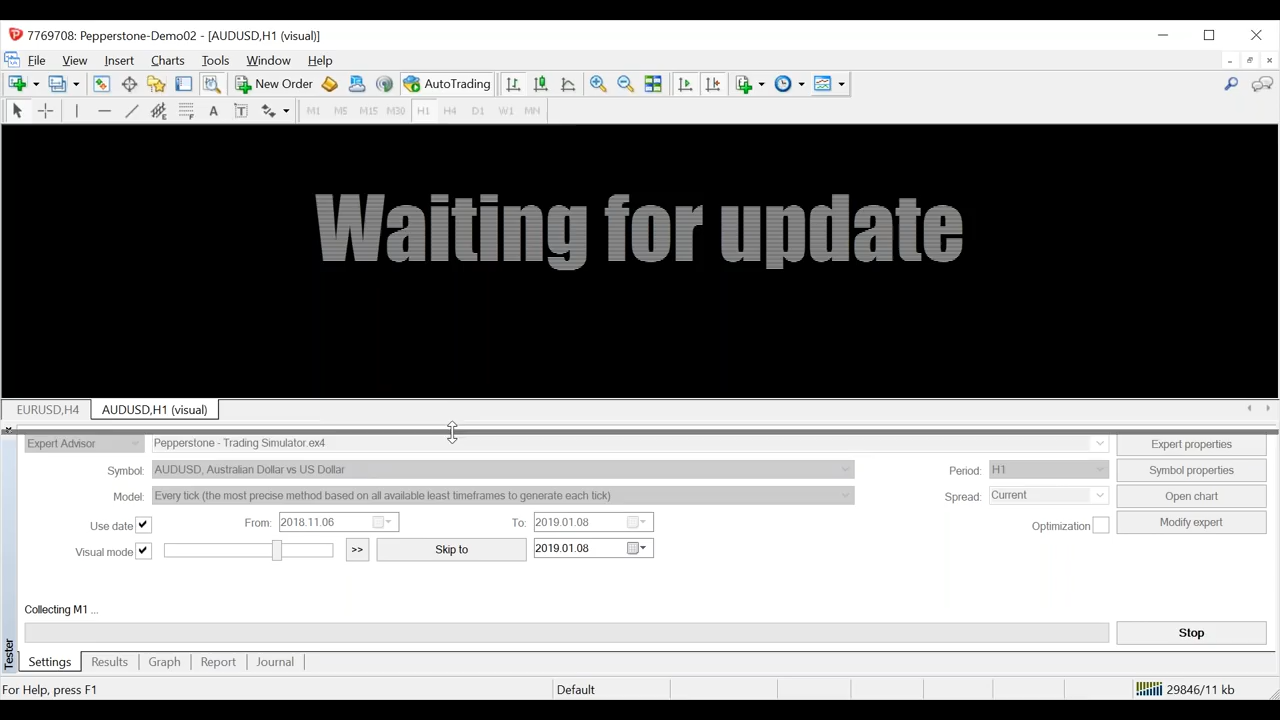 7769708: Pepperstone-Demo02 - [AUDUSD,H1 (visual)]
File View Insert Charts Tools Window Help
New Order AutoTrading
A T M1 M5 M15 M30 H1 H4 D1 W1 MN
Waiting for update
EURUSD,H4 AUDUSD,H1 (visual)
Expert Advisor Pepperstone - Trading Simulator.ex4 Expert properties
Symbol: AUDUSD, Australian Dollar vs US Dollar Period: H1 Symbol properties
Model: Every tick (the most precise method based on all available least timeframes to generate each tick) Spread: Current Open chart
Use date From: 2018.11.06 To: 2019.01.08 Optimization Modify expert
Visual mode >> Skip to 2019.01.08
Collecting M1 ...
Stop
Tester
Settings Results Graph Report Journal
For Help, press F1 Default 29846/11 kb